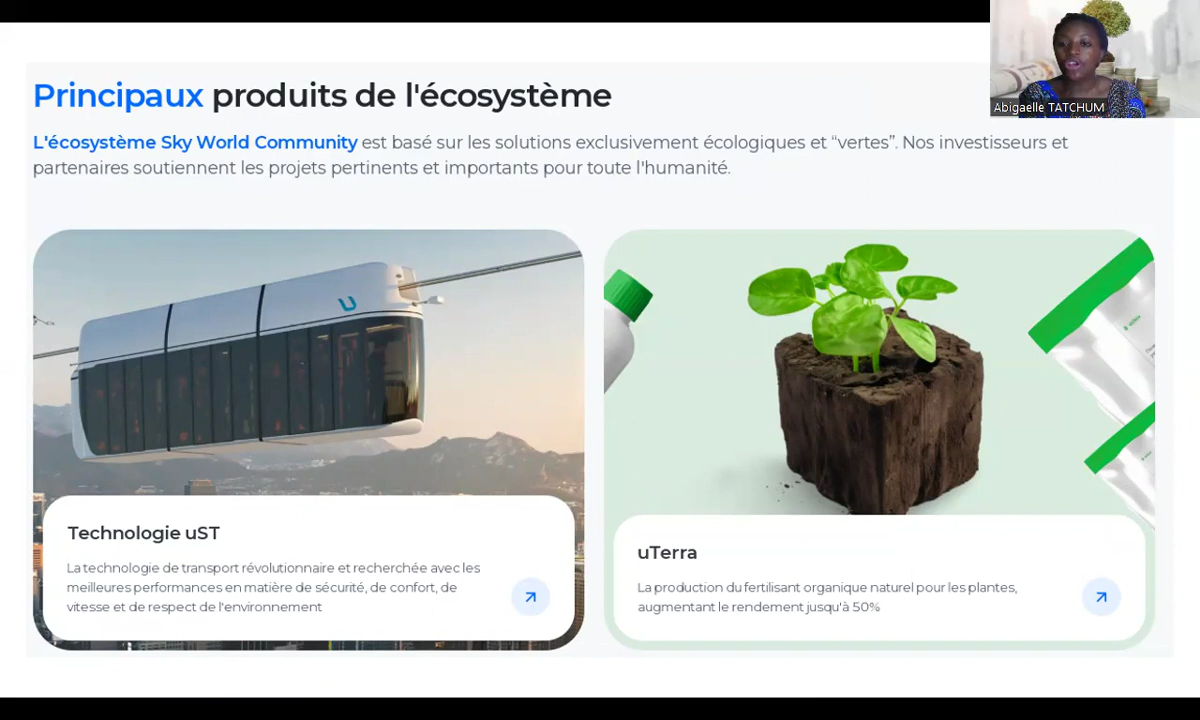 Principaux produits de l'écosystème
Abigaelle TATCHUM
L'écosystème Sky World Community est basé sur les solutions exclusivement écologiques et “vertes”. Nos investisseurs et
partenaires soutiennent les projets pertinents et importants pour toute l'humanité.
Technologie uST
La technologie de transport révolutionnaire et recherchée avec les
meilleures performances en matière de sécurité, de confort, de
vitesse et de respect de l'environnement
uTerra
La production du fertilisant organique naturel pour les plantes,
augmentant le rendement jusqu'à 50%